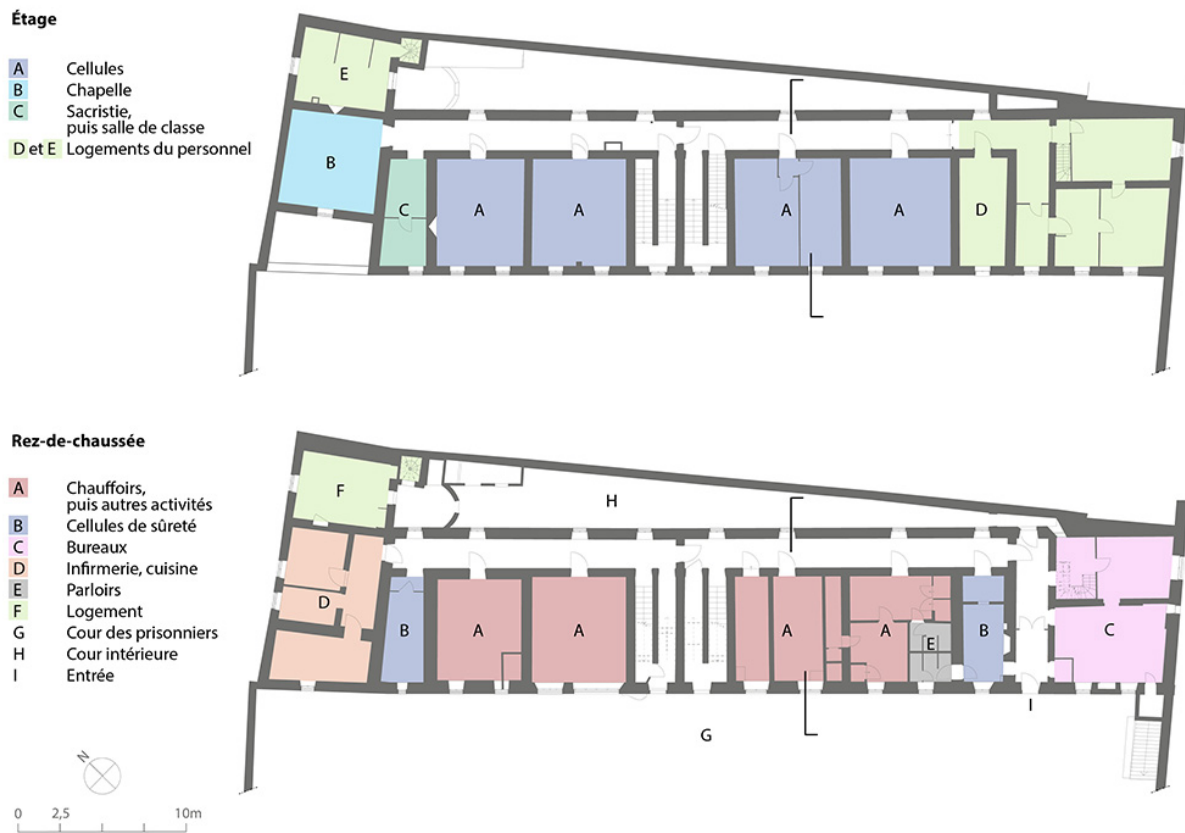 Étage
A Cellules
B Chapelle
C Sacristie,
puis salle de classe
D et E Logements du personnel
E
B
C
A
A
A
A
D
Rez-de-chaussée
A Chauffoirs,
puis autres activités
B Cellules de sûreté
C Bureaux
D Infirmerie, cuisine
E Parloirs
F Logement
G Cour des prisonniers
H Cour intérieure
I Entrée
F
H
D
B
A
A
A
A
E
B
C
I
G
N
0 2,5 10m